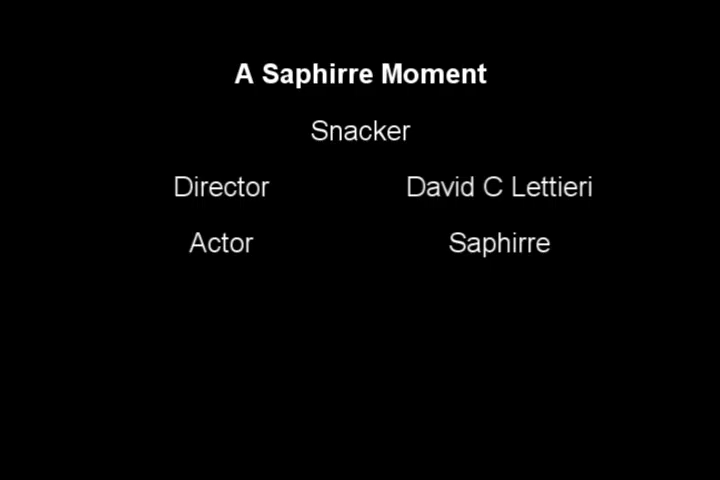 A Saphirre Moment
Snacker
Director David C Lettieri
Actor Saphirre